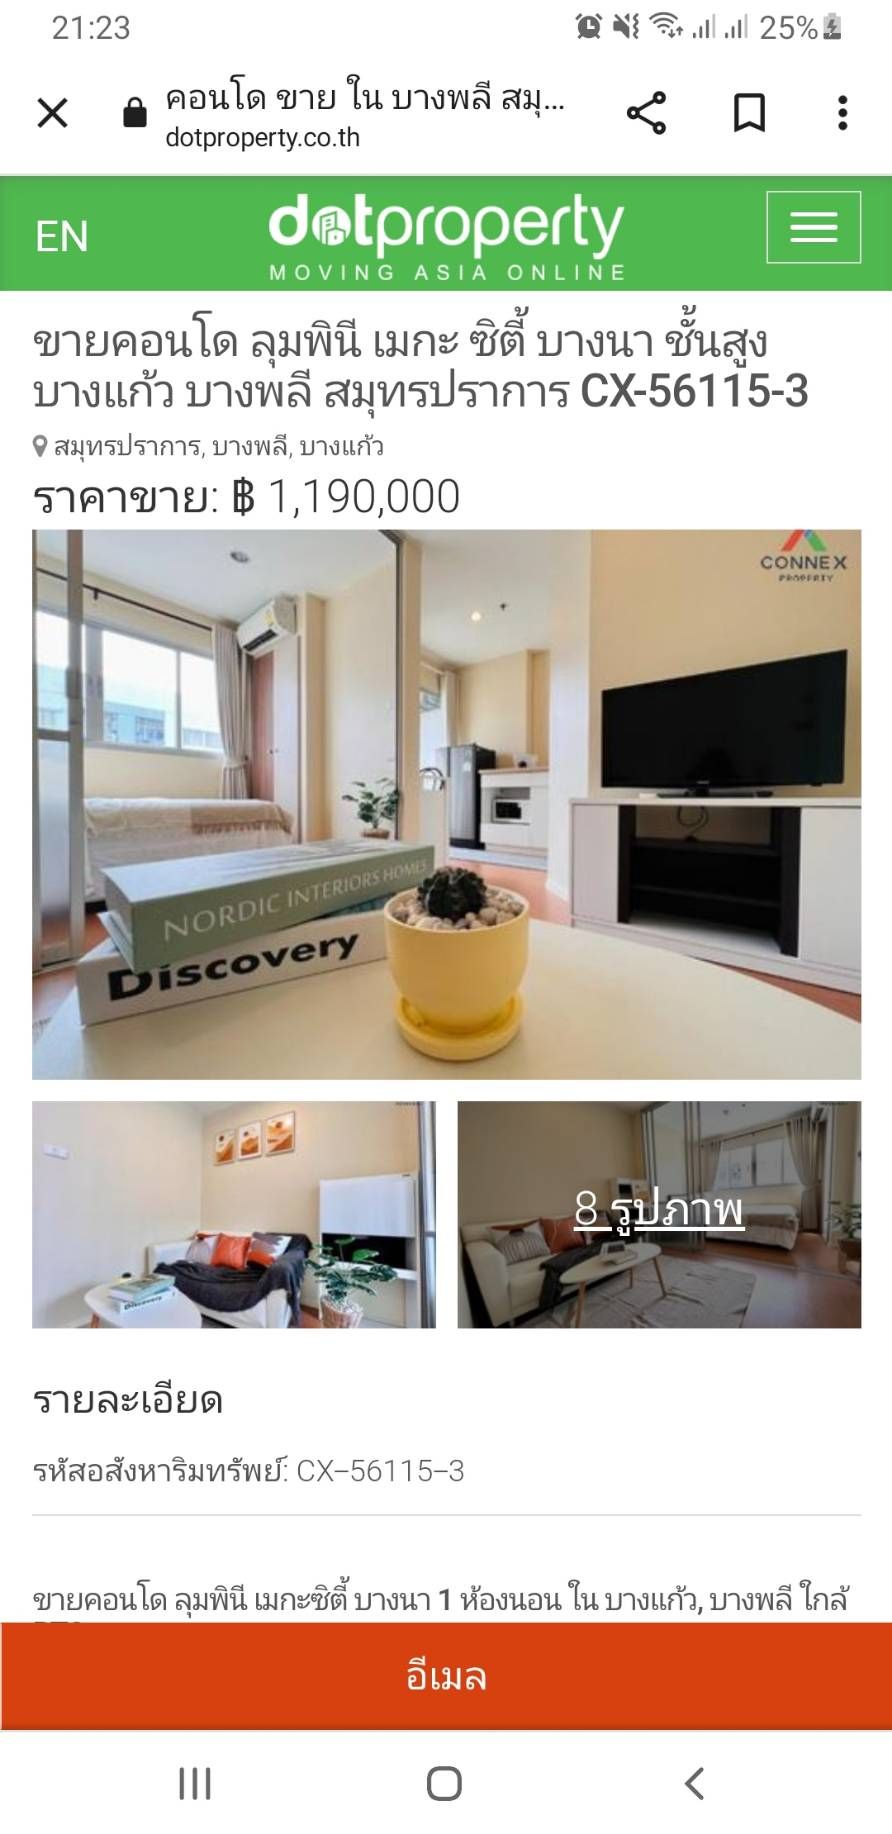 21:23
25%
คอนโด ขาย ใน บางพลี สมุ...
dotproperty.co.th
EN
dotproperty
MOVING ASIA ONLINE
ขายคอนโด ลุมพินี เมกะ ซิตี้ บางนา ชั้นสูง
บางแก้ว บางพลี สมุทรปราการ CX-56115-3
สมุทรปราการ, บางพลี, บางแก้ว
ราคาขาย: ฿ 1,190,000
CONNEX
PROPERTY
NORDIC INTERIORS HOMES
Discovery
Discovery
8 รูปภาพ
รายละเอียด
รหัสอสังหาริมทรัพย์: CX-56115-3
ขายคอนโด ลุมพินี เมกะซิตี้ บางนา 1 ห้องนอน ใน บางแก้ว, บางพลี ใกล้
อีเมล